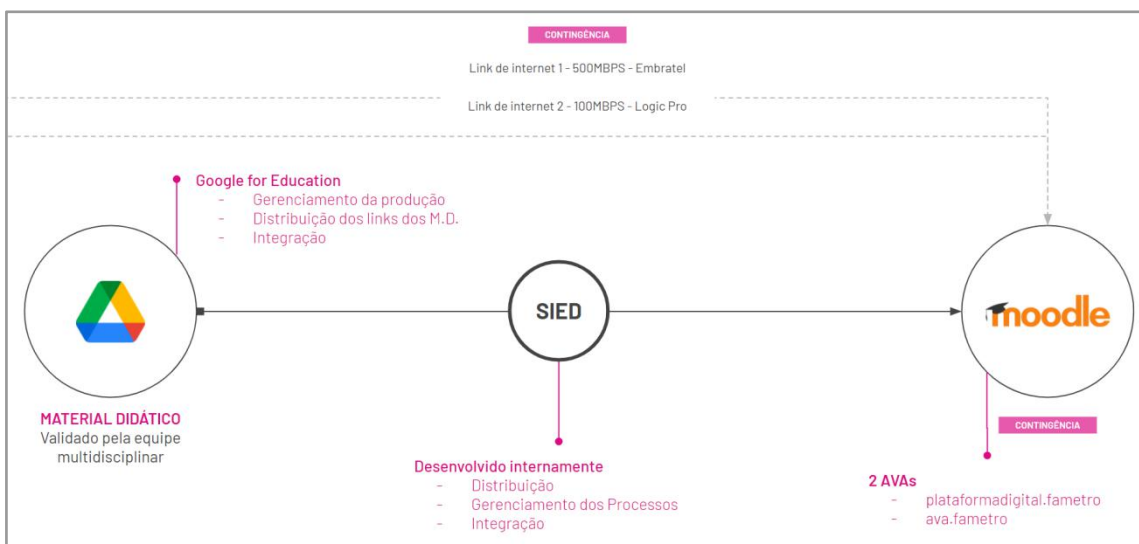 CONTINGÊNCIA
Link de internet 1 - 500MBPS - Embratel
Link de internet 2 - 100MBPS - Logic Pro
Google for Education
- Gerenciamento da produção
- Distribuição dos links dos M.D.
- Integração
SIED
moodle
MATERIAL DIDÁTICO
Validado pela equipe
multidisciplinar
CONTINGÊNCIA
Desenvolvido internamente
- Distribuição
- Gerenciamento dos Processos
- Integração
2 AVAs
- plataformadigital.fametro
- ava.fametro